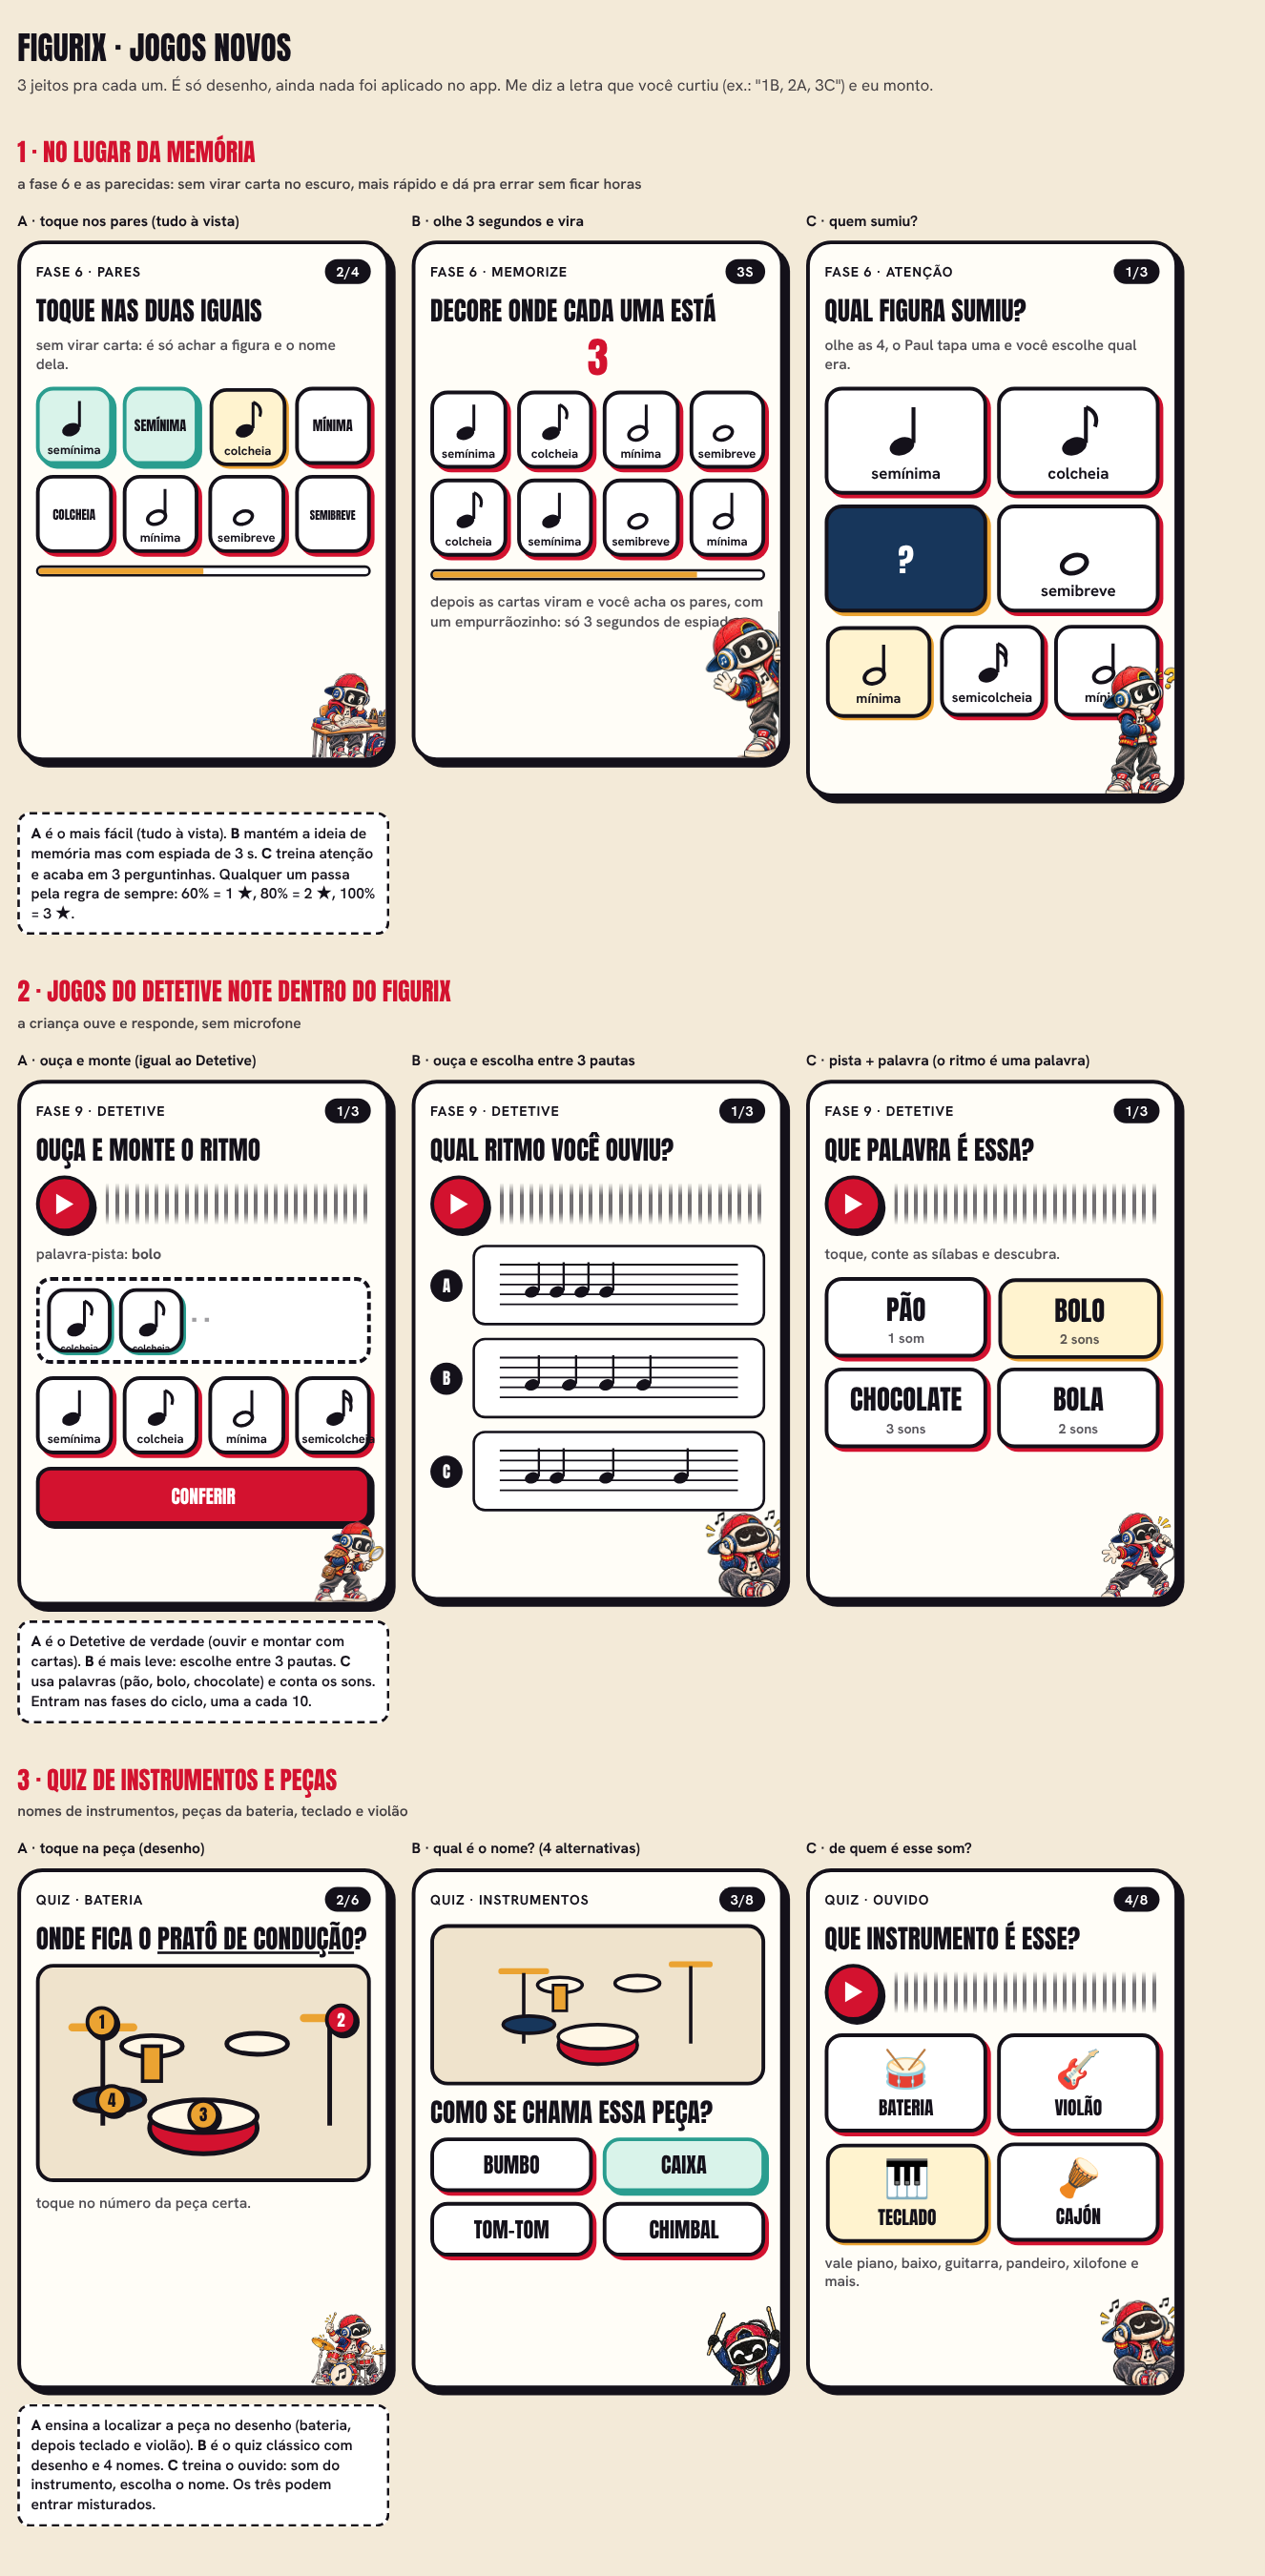 FIGURIX · JOGOS NOVOS
3 jeitos pra cada um. É só desenho, ainda nada foi aplicado no app. Me diz a letra que você curtiu (ex.: "1B, 2A, 3C") e eu monto.
1 · NO LUGAR DA MEMÓRIA
a fase 6 e as parecidas: sem virar carta no escuro, mais rápido e dá pra errar sem ficar horas
A · toque nos pares (tudo à vista)
FASE 6 · PARES
2/4
TOQUE NAS DUAS IGUAIS
sem virar carta: é só achar a figura e o nome
dela.
semínima
SEMÍNIMA
colcheia
MÍNIMA
COLCHEIA
mínima
semibreve
SEMIBREVE
B · olhe 3 segundos e vira
FASE 6 · MEMORIZE
3S
DECORE ONDE CADA UMA ESTÁ
3
semínima
colcheia
mínima
semibreve
colcheia
semínima
semibreve
mínima
depois as cartas viram e você acha os pares, com
um empurrãozinho: só 3 segundos de espiad
C · quem sumiu?
FASE 6 · ATENÇÃO
1/3
QUAL FIGURA SUMIU?
olhe as 4, o Paul tapa uma e você escolhe qual
era.
semínima
colcheia
?
semibreve
mínima
semicolcheia
míni
A é o mais fácil (tudo à vista). B mantém a ideia de
memória mas com espiada de 3 s. C treina atenção
e acaba em 3 perguntinhas. Qualquer um passa
pela regra de sempre: 60% = 1 ★, 80% = 2 ★, 100%
= 3 ★.
2 · JOGOS DO DETETIVE NOTE DENTRO DO FIGURIX
a criança ouve e responde, sem microfone
A · ouça e monte (igual ao Detetive)
FASE 9 · DETETIVE
1/3
OUÇA E MONTE O RITMO
palavra-pista: bolo
colcheia
colcheia
semínima
colcheia
mínima
semicolcheia
CONFERIR
B · ouça e escolha entre 3 pautas
FASE 9 · DETETIVE
1/3
QUAL RITMO VOCÊ OUVIU?
A
B
C
C · pista + palavra (o ritmo é uma palavra)
FASE 9 · DETETIVE
1/3
QUE PALAVRA É ESSA?
toque, conte as sílabas e descubra.
PÃO
1 som
BOLO
2 sons
CHOCOLATE
3 sons
BOLA
2 sons
A é o Detetive de verdade (ouvir e montar com
cartas). B é mais leve: escolhe entre 3 pautas. C
usa palavras (pão, bolo, chocolate) e conta os sons.
Entram nas fases do ciclo, uma a cada 10.
3 · QUIZ DE INSTRUMENTOS E PEÇAS
nomes de instrumentos, peças da bateria, teclado e violão
A · toque na peça (desenho)
QUIZ · BATERIA
2/6
ONDE FICA O PRATÔ DE CONDUÇÃO?
1
2
4
3
toque no número da peça certa.
B · qual é o nome? (4 alternativas)
QUIZ · INSTRUMENTOS
3/8
COMO SE CHAMA ESSA PEÇA?
BUMBO
CAIXA
TOM-TOM
CHIMBAL
C · de quem é esse som?
QUIZ · OUVIDO
4/8
QUE INSTRUMENTO É ESSE?
BATERIA
VIOLÃO
TECLADO
CAJÓN
vale piano, baixo, guitarra, pandeiro, xilofone e
mais.
A ensina a localizar a peça no desenho (bateria,
depois teclado e violão). B é o quiz clássico com
desenho e 4 nomes. C treina o ouvido: som do
instrumento, escolha o nome. Os três podem
entrar misturados.